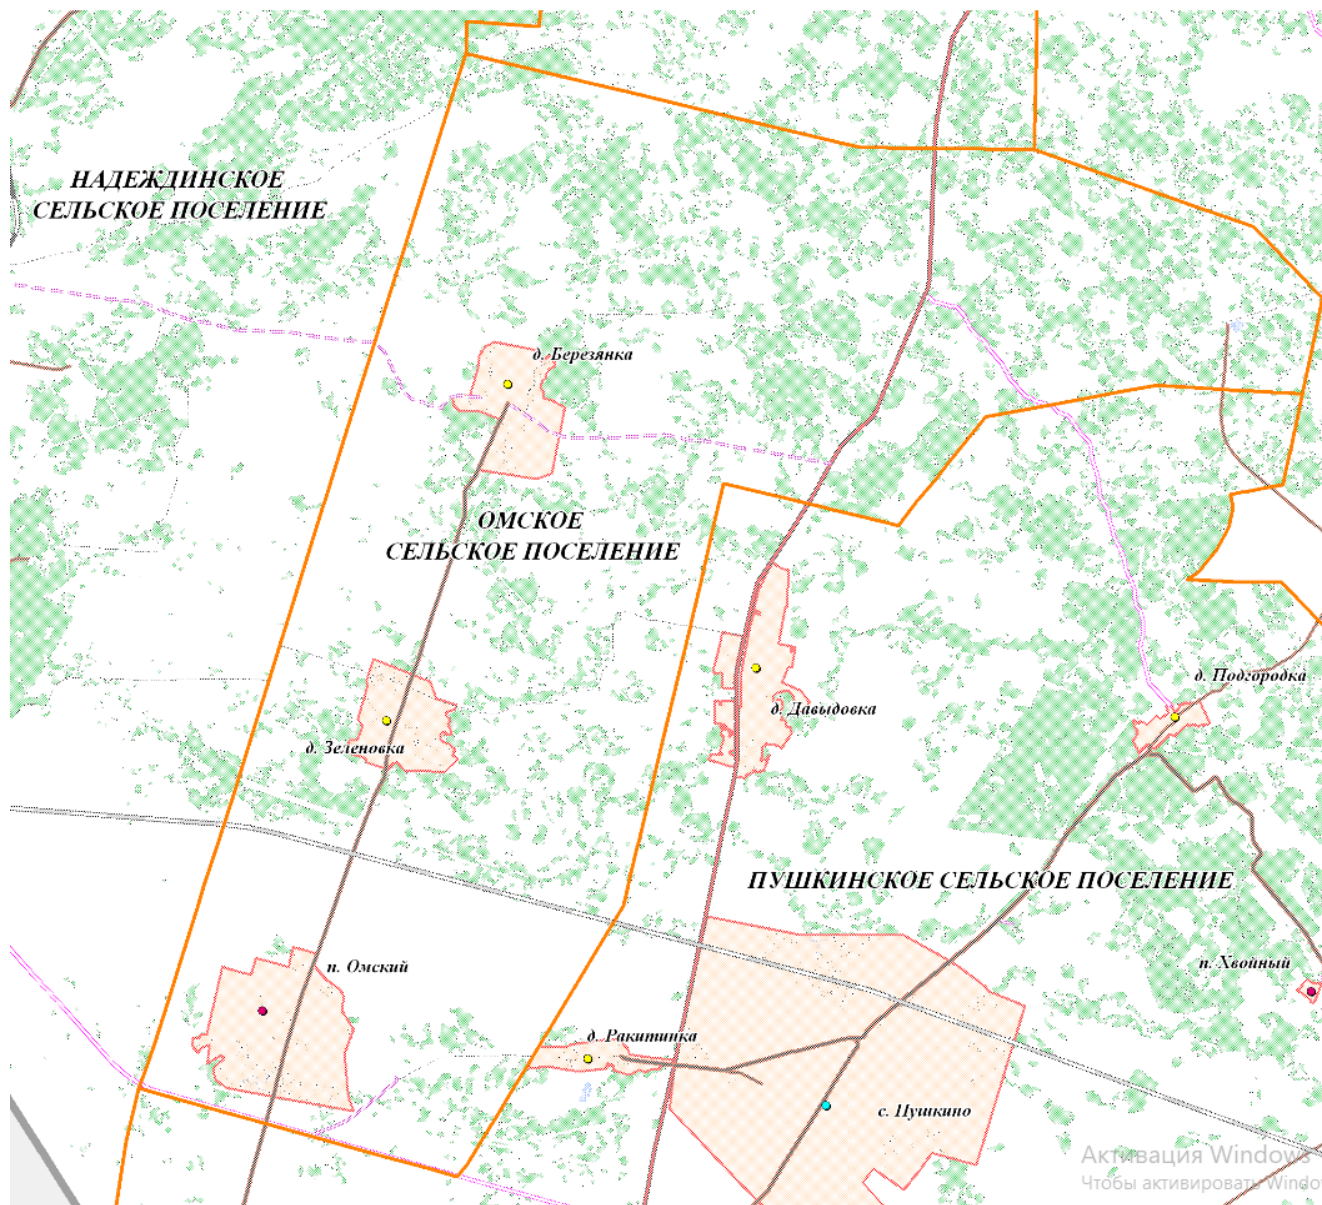 НАДЕЖДИНСКОЕ
СЕЛЬСКОЕ ПОСЕЛЕНИЕ
д. Березянка
ОМСКОЕ
СЕЛЬСКОЕ ПОСЕЛЕНИЕ
д. Подгородка
д. Давыдовка
д. Зеленовка
ПУШКИНСКОЕ СЕЛЬСКОЕ ПОСЕЛЕНИЕ
п. Омский
п. Хвойный
д. Ракитинка
с. Пушкино
Активация Windows
Чтобы активировать Windo